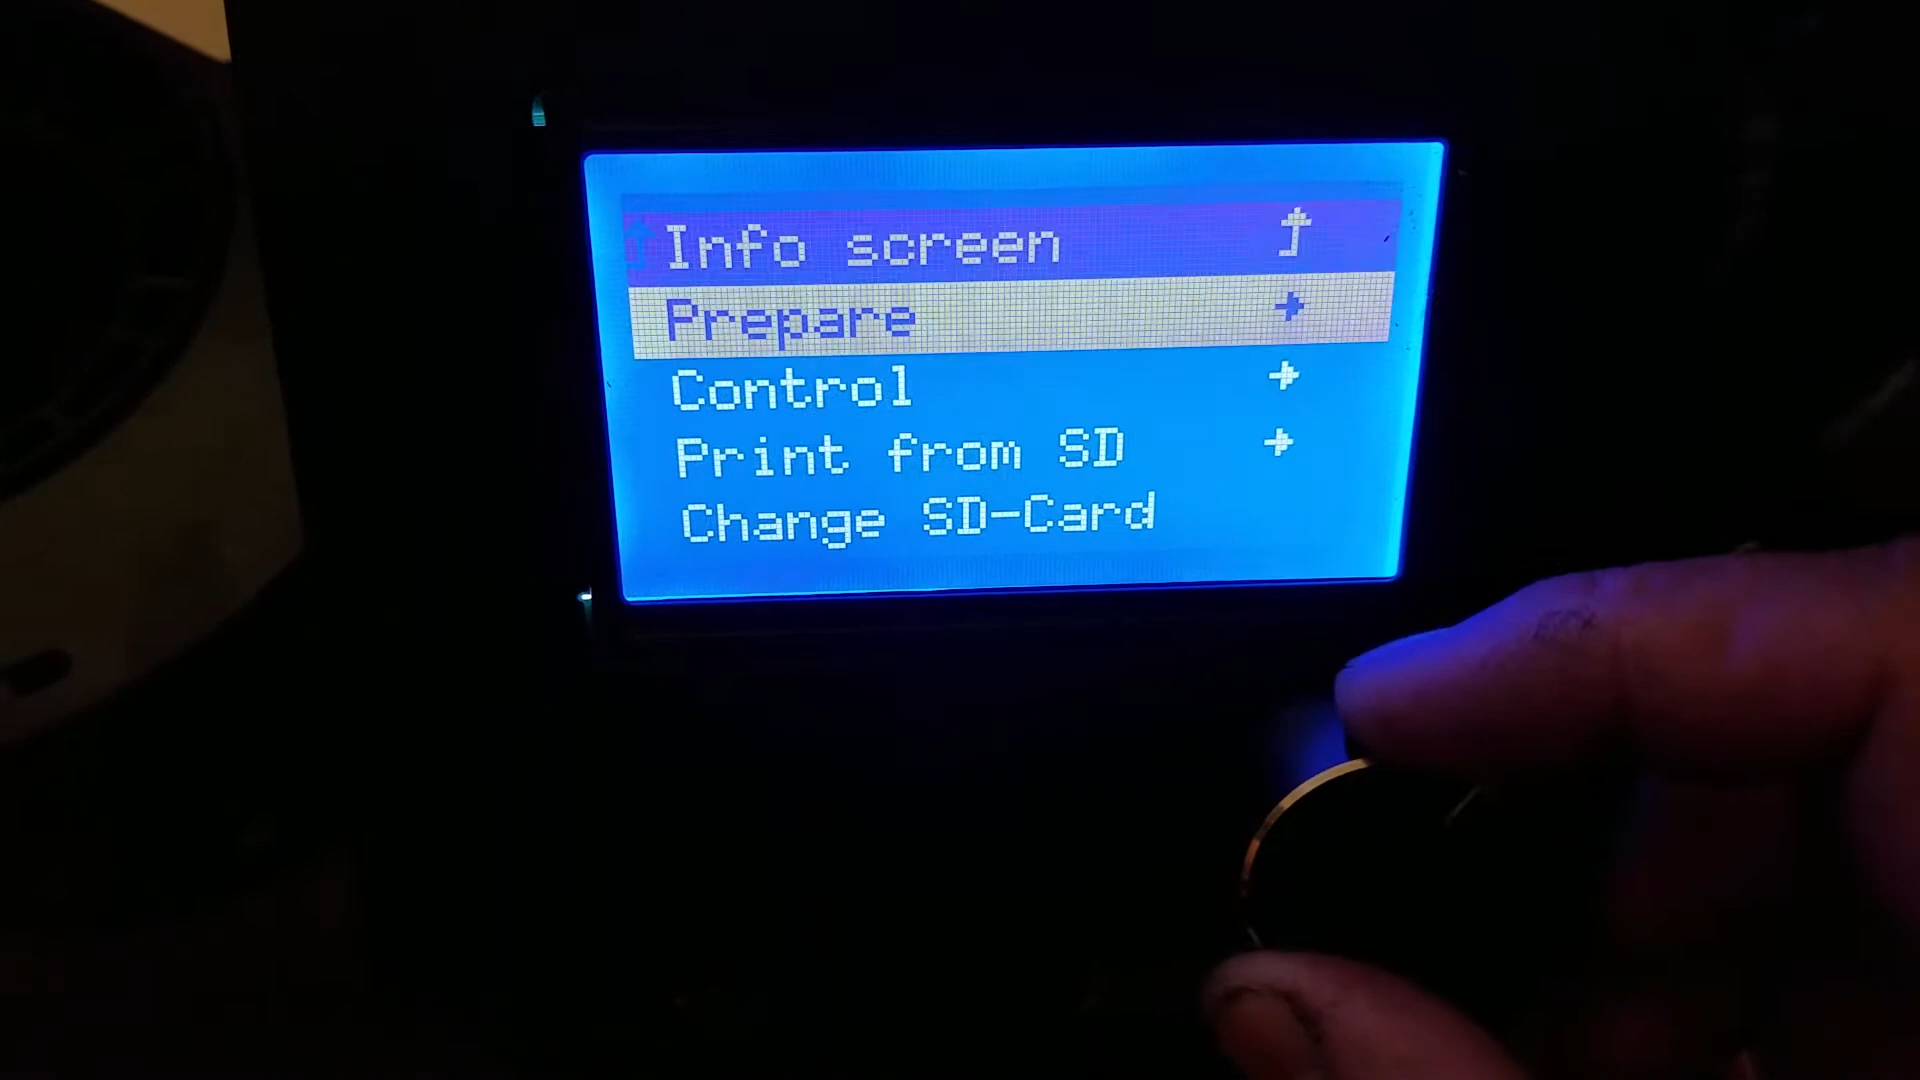 Info screen
Prepare
Control
Print from SD
Change SD-Card